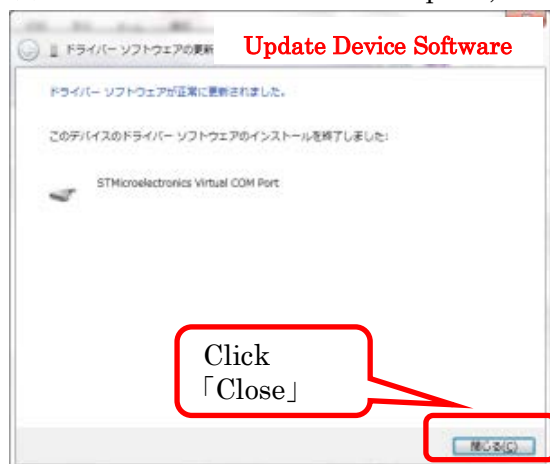 ドライバー ソフトウェアの更新
Update Device Software
ドライバー ソフトウェアが正常に更新されました。
このデバイスのドライバー ソフトウェアのインストールを終了しました:
STMicroelectronics Virtual COM Port
Click
「Close」
閉じる(C)